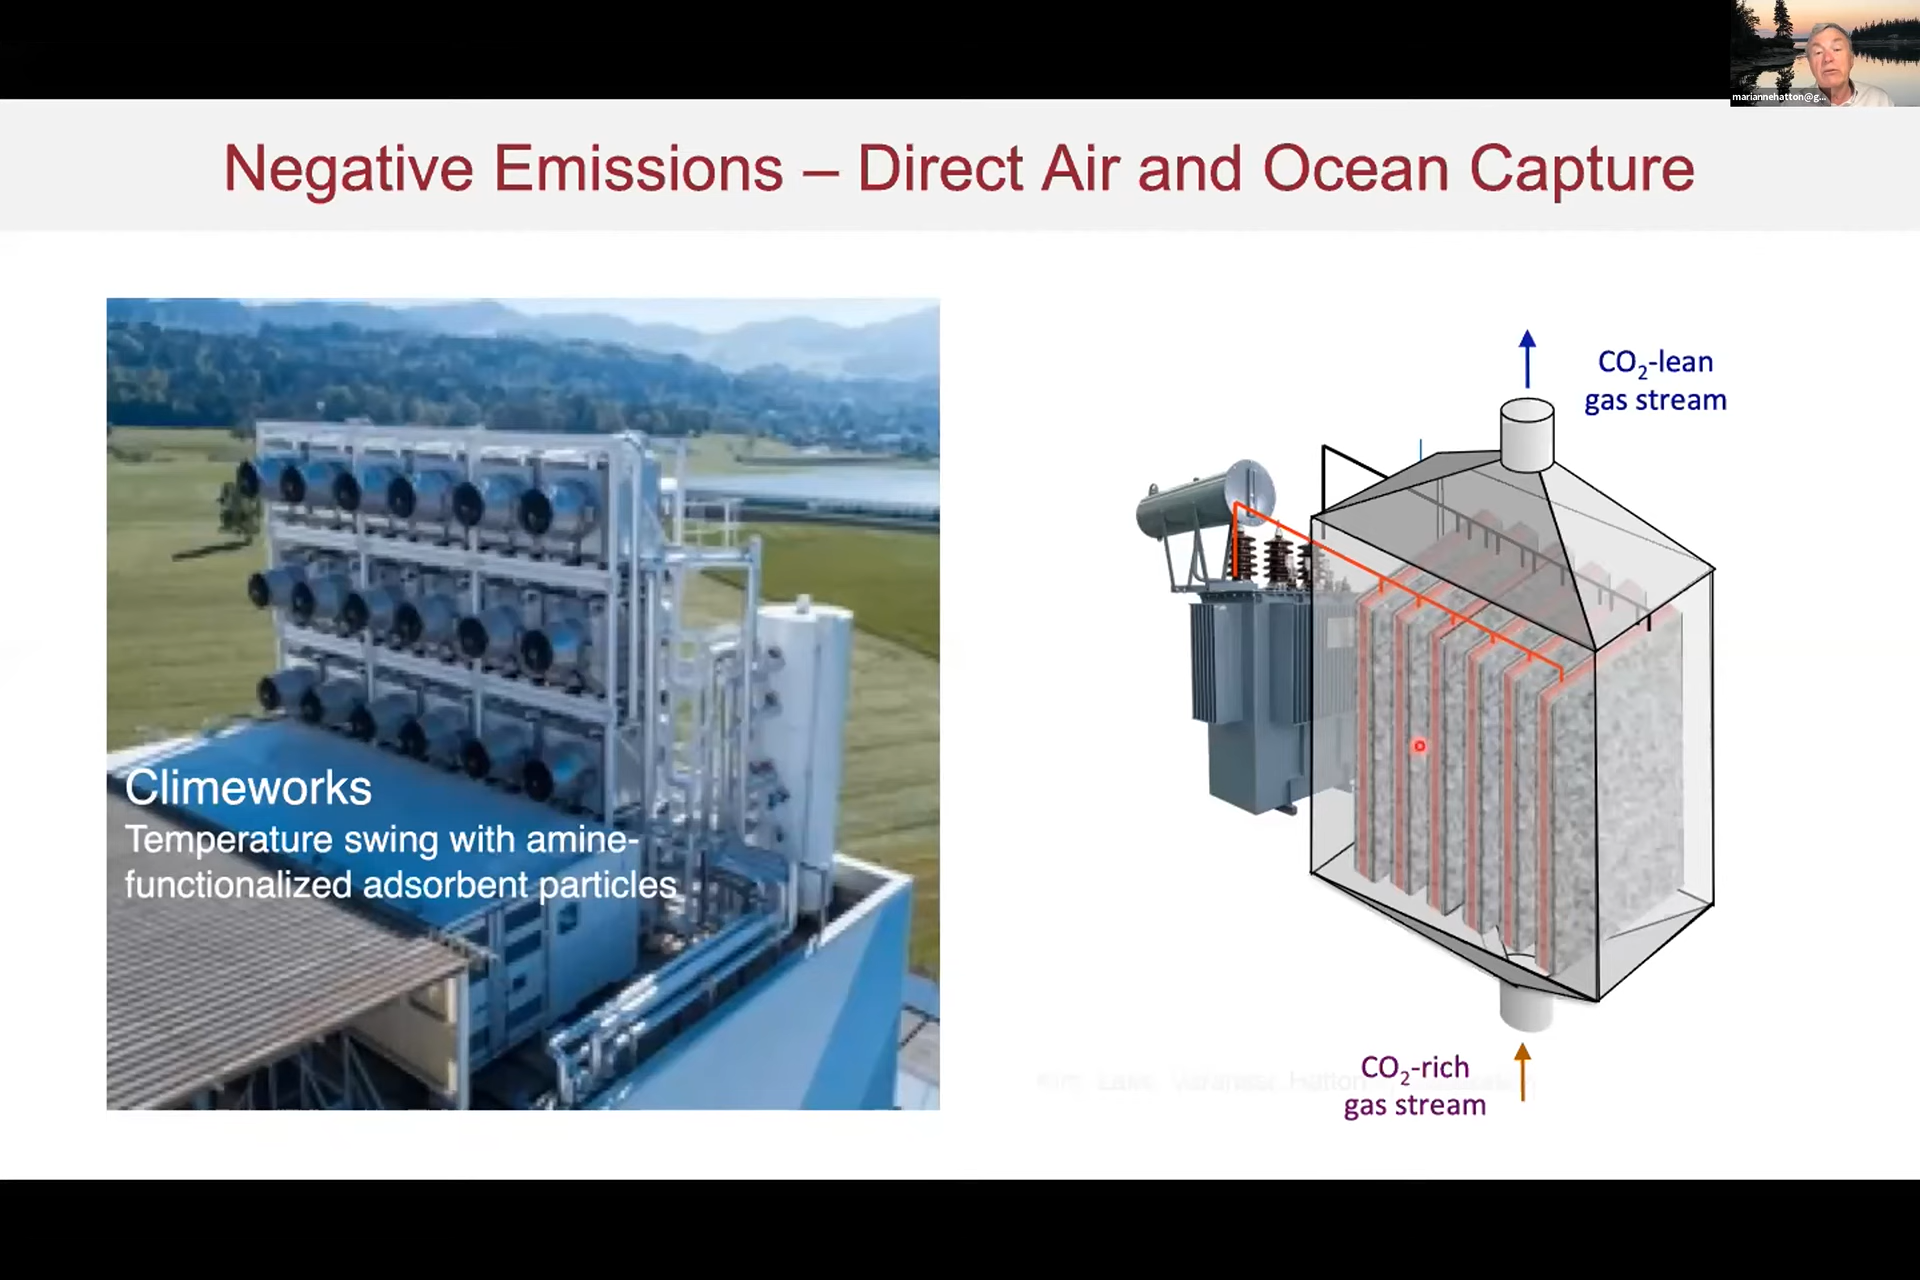 mariannehatton@g...
Negative Emissions – Direct Air and Ocean Capture
CO₂-lean
gas stream
Climeworks
Temperature swing with amine-
functionalized adsorbent particles
CO₂-rich
gas stream